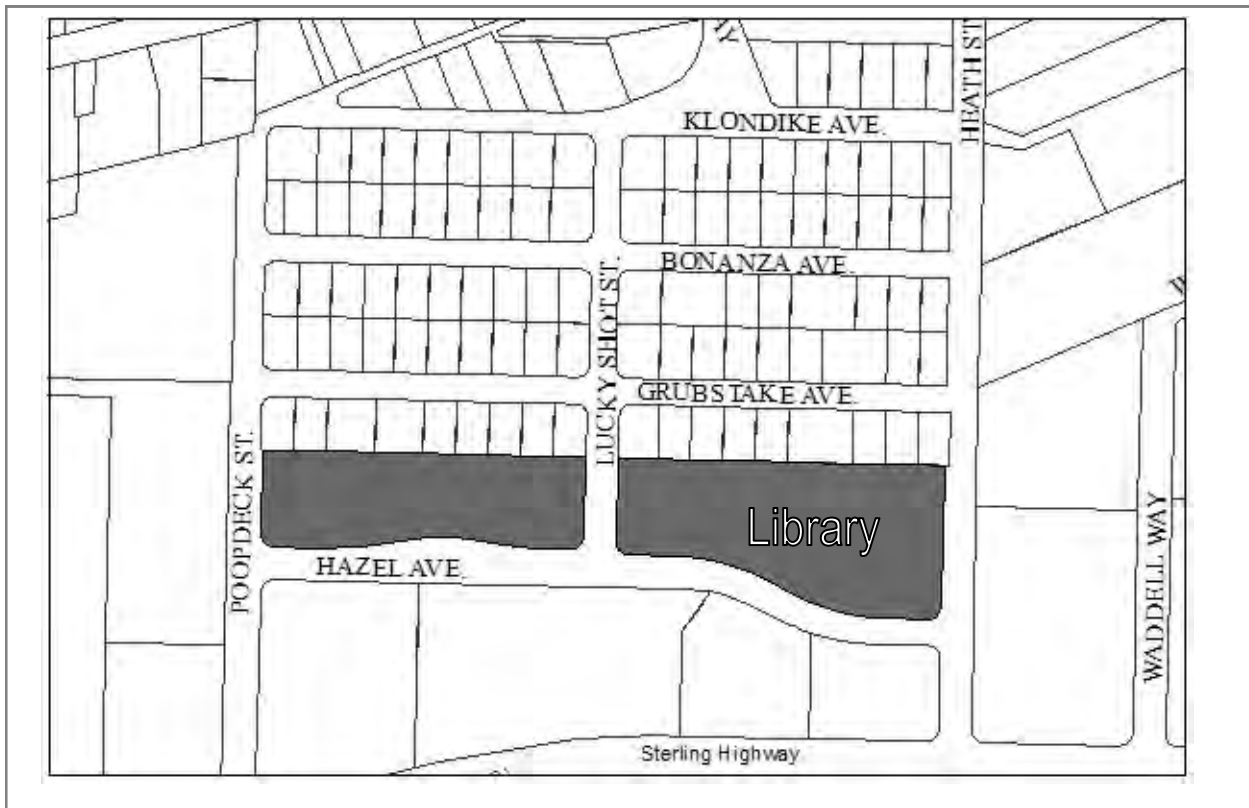 HEATH ST
KLONDIKE AVE.
BONANZA AVE.
LUCKY SHOT ST.
GRUBSTAKE AVE.
POOPDECK ST.
Library
HAZEL AVE.
WADDELL WAY
Sterling Highway